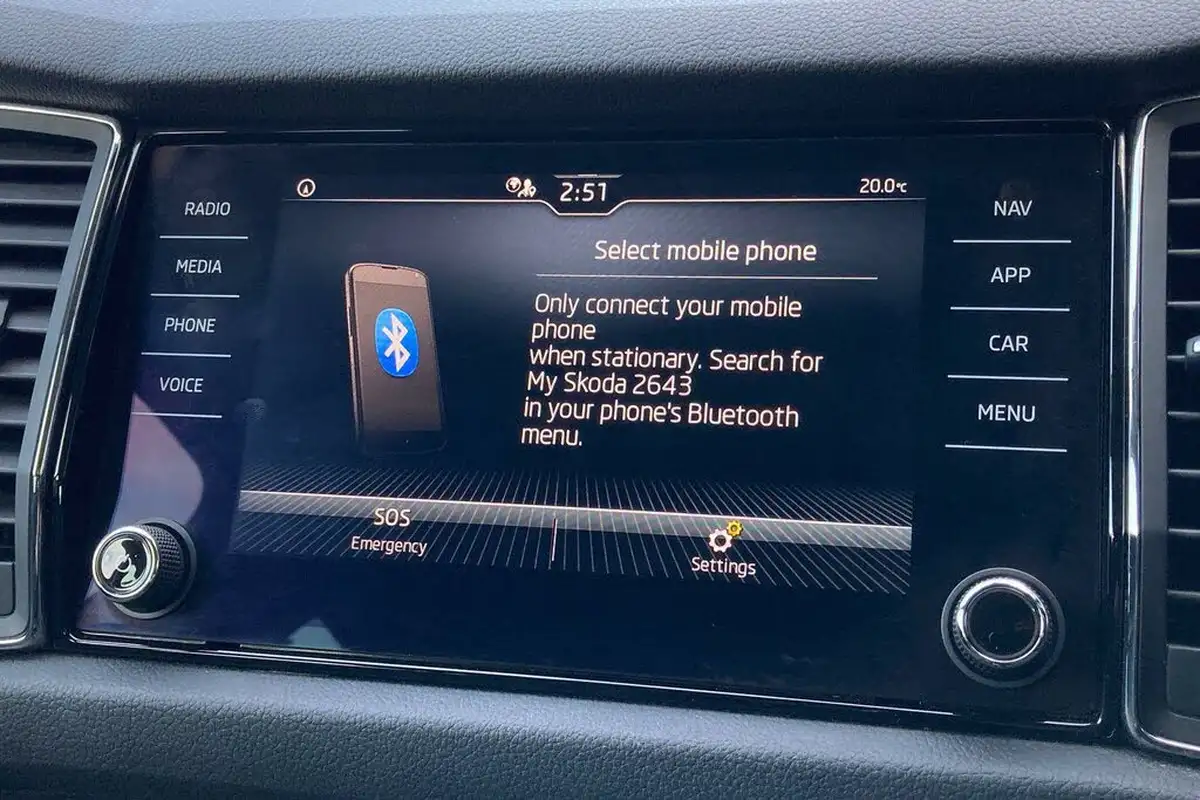 2:51
20.0°C
RADIO
MEDIA
PHONE
VOICE
Select mobile phone
Only connect your mobile
phone
when stationary. Search for
My Skoda 2643
in your phone's Bluetooth
menu.
SOS
Emergency
Settings
NAV
APP
CAR
MENU